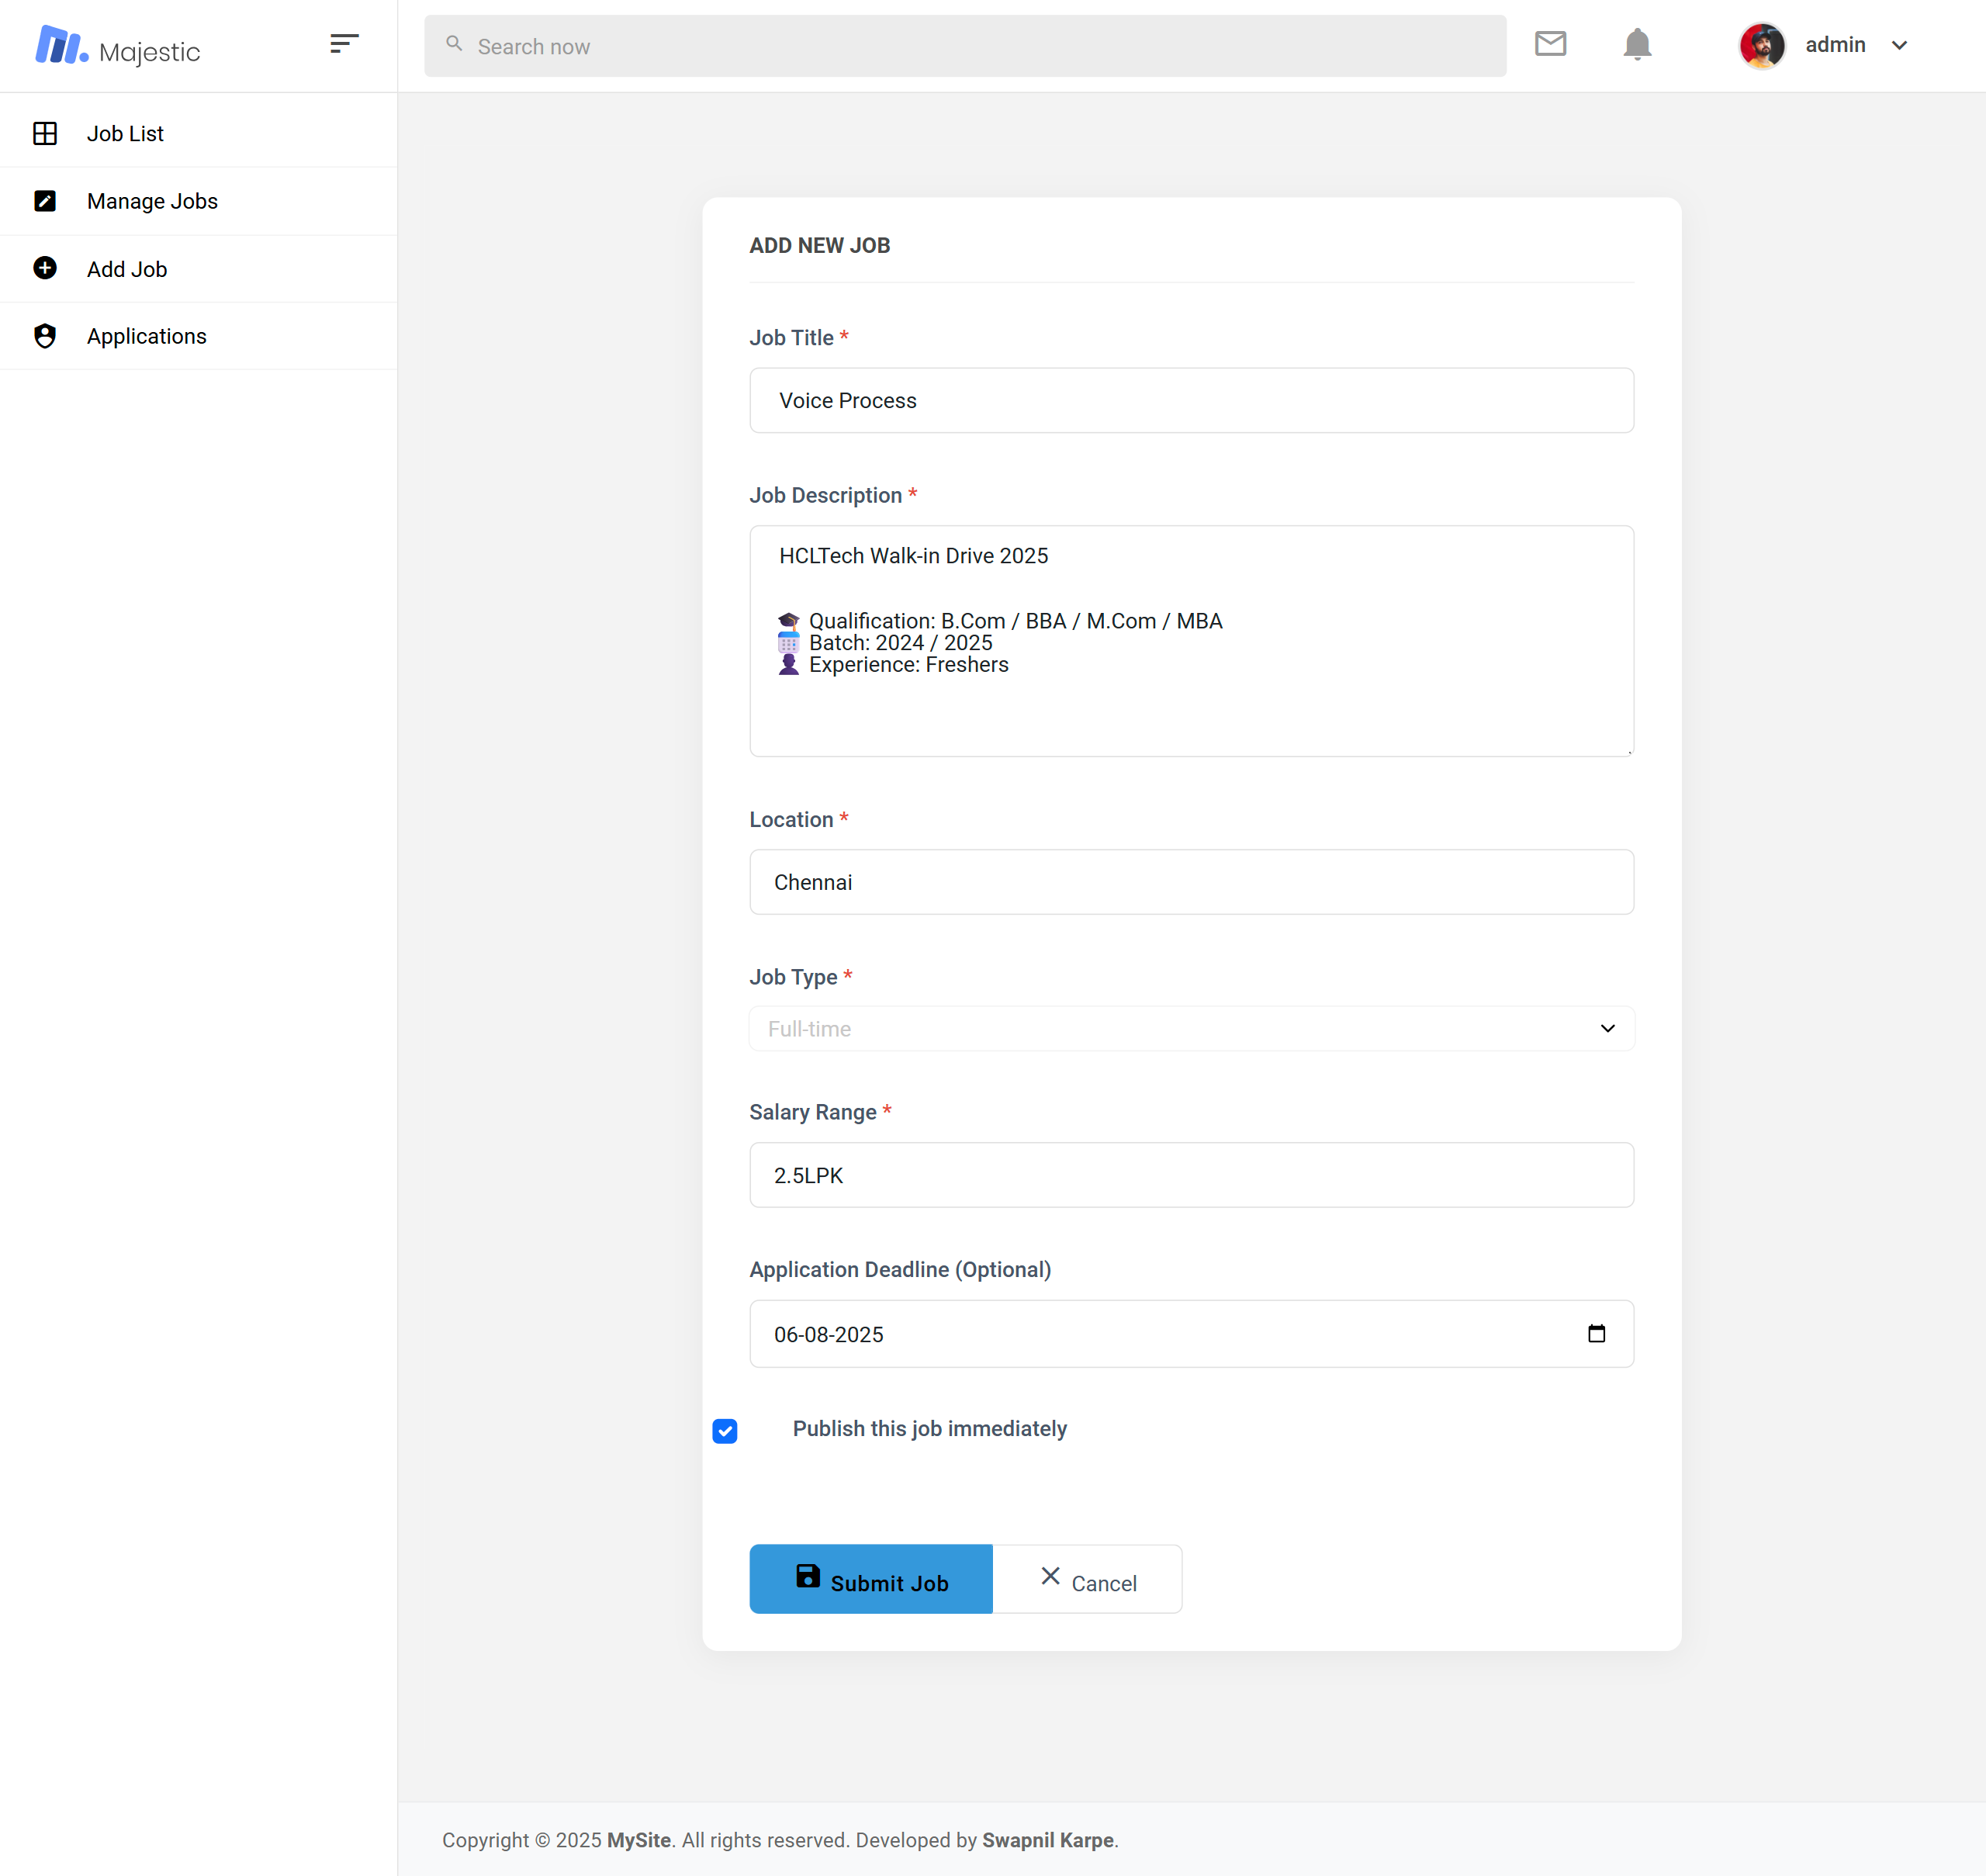 Majestic
Search now
admin
Job List
Manage Jobs
Add Job
Applications
ADD NEW JOB
Job Title *
Voice Process
Job Description *
HCLTech Walk-in Drive 2025
🎓 Qualification: B.Com / BBA / M.Com / MBA
🗓 Batch: 2024 / 2025
👤 Experience: Freshers
Location *
Chennai
Job Type *
Full-time
Salary Range *
2.5LPK
Application Deadline (Optional)
06-08-2025
Publish this job immediately
Submit Job
Cancel
Copyright © 2025 MySite. All rights reserved. Developed by Swapnil Karpe.